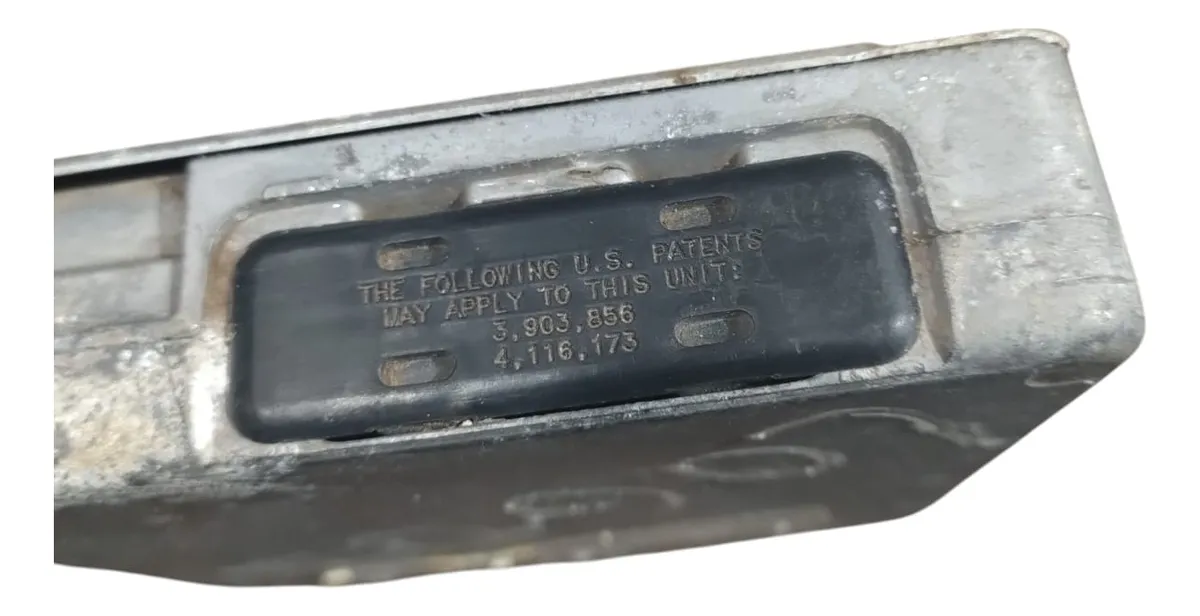 THE FOLLOWING U.S. PATENTS
MAY APPLY TO THIS UNIT:
3,903,856
4,116,173